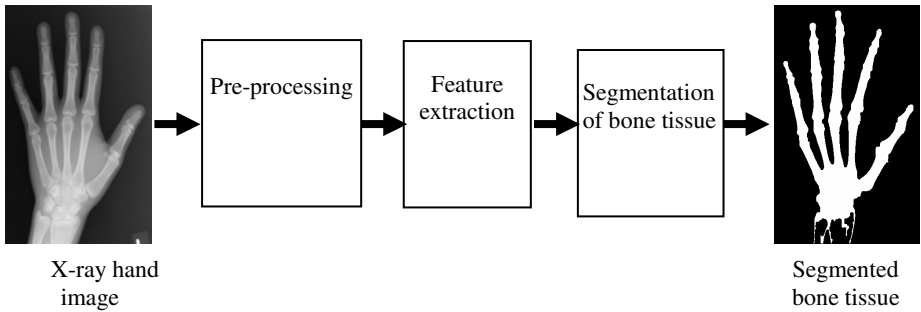 Pre-processing
Feature
extraction
Segmentation
of bone tissue
X-ray hand
image
Segmented
bone tissue